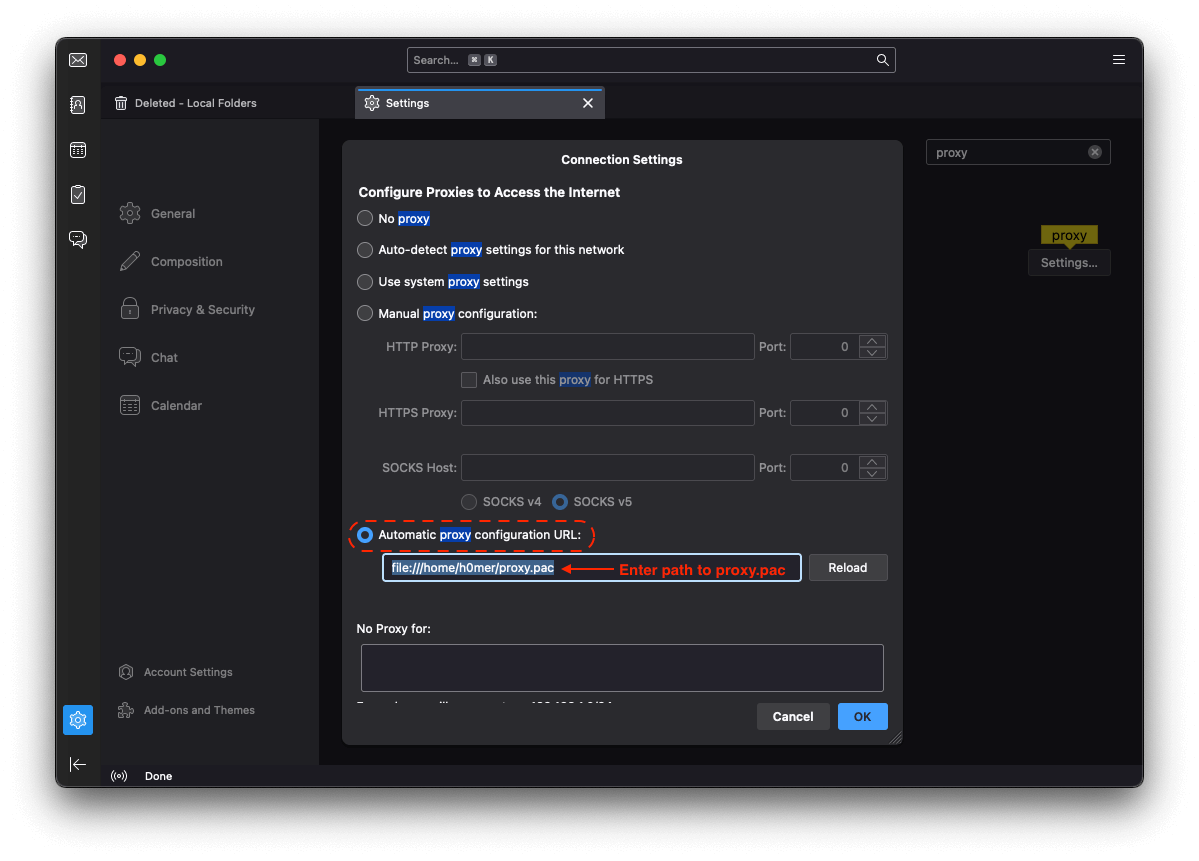 Search... ⌘ K
Deleted - Local Folders
Settings
proxy
proxy
Settings...
General
Composition
Privacy & Security
Chat
Calendar
Account Settings
Add-ons and Themes
Connection Settings
Configure Proxies to Access the Internet
No proxy
Auto-detect proxy settings for this network
Use system proxy settings
Manual proxy configuration:
HTTP Proxy: Port: 0
Also use this proxy for HTTPS
HTTPS Proxy: Port: 0
SOCKS Host: Port: 0
SOCKS v4 SOCKS v5
Automatic proxy configuration URL:
file:///home/h0mer/proxy.pac Enter path to proxy.pac Reload
No Proxy for:
Cancel OK
Done